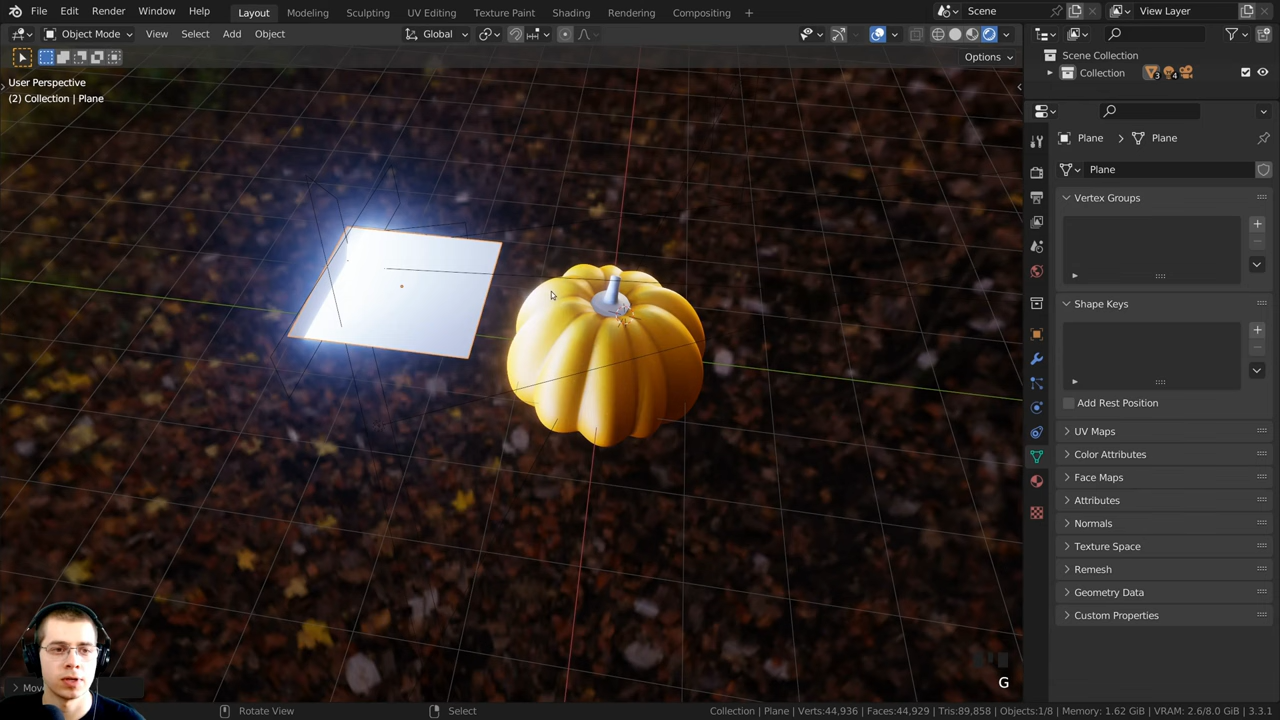 File Edit Render Window Help Layout Modeling Sculpting UV Editing Texture Paint Shading Rendering Compositing + Scene View Layer
Object Mode View Select Add Object Global
Options
User Perspective
(2) Collection | Plane
Scene Collection
Collection 3 4
Plane > Plane
Plane
Vertex Groups
Shape Keys
Add Rest Position
UV Maps
Color Attributes
Face Maps
Attributes
Normals
Texture Space
Remesh
Geometry Data
Custom Properties
Move
G
Rotate View Select Collection | Plane | Verts:44,936 | Faces:44,929 | Tris:89,858 | Objects:1/8 | Memory: 1.62 GiB | VRAM: 2.6/8.0 GiB | 3.3.1